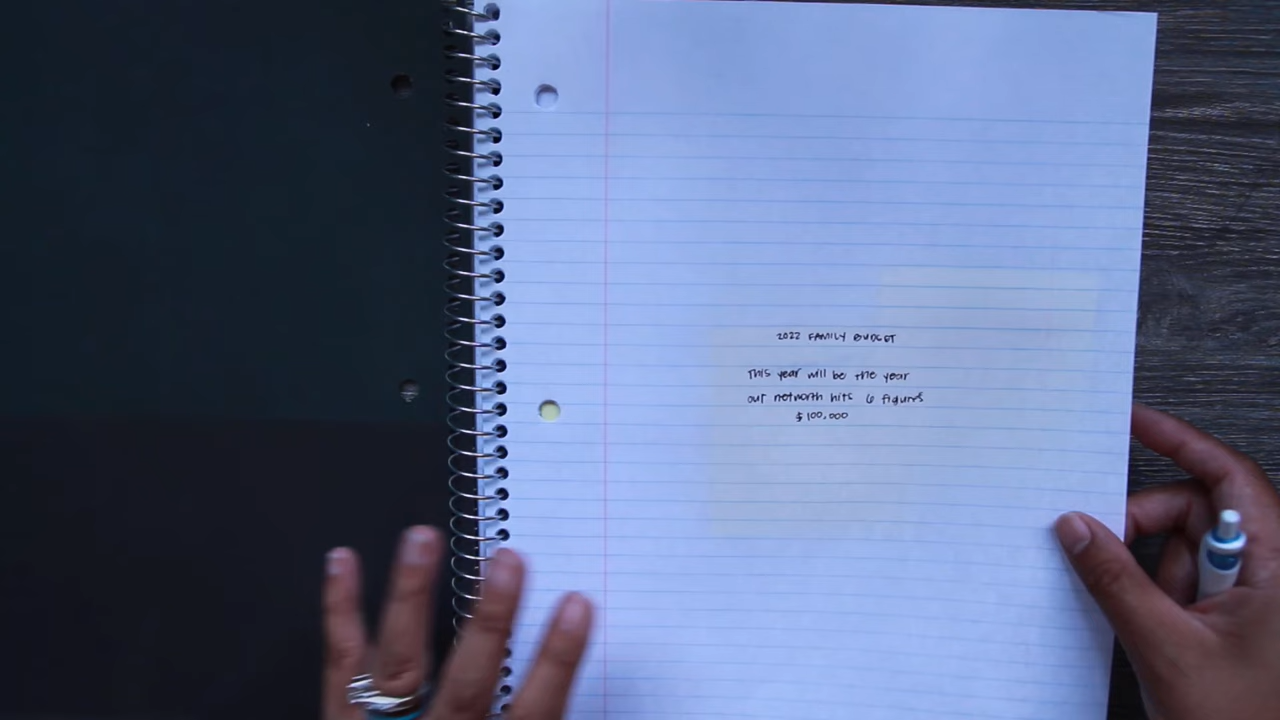 2022 FAMILY BUDGET
This year will be the year
our networth hits 6 figures
$100,000